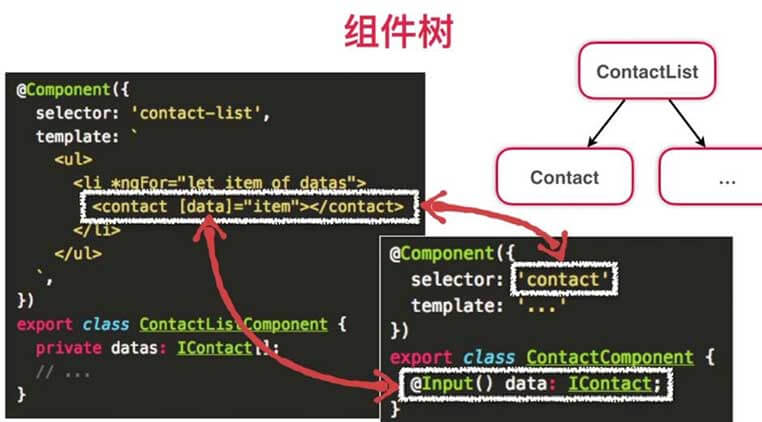 组件树
@Component({
selector: 'contact-list',
template: `
<ul>
<li *ngFor="let item of datas">
<contact [data]="item"></contact>
</li>
</ul>
`,
})
export class ContactListComponent {
private datas: IContact[];
// ...
}
ContactList
Contact
...
@Component({
selector: 'contact'
template: '...'
})
export class ContactComponent {
@Input() data: IContact;
}